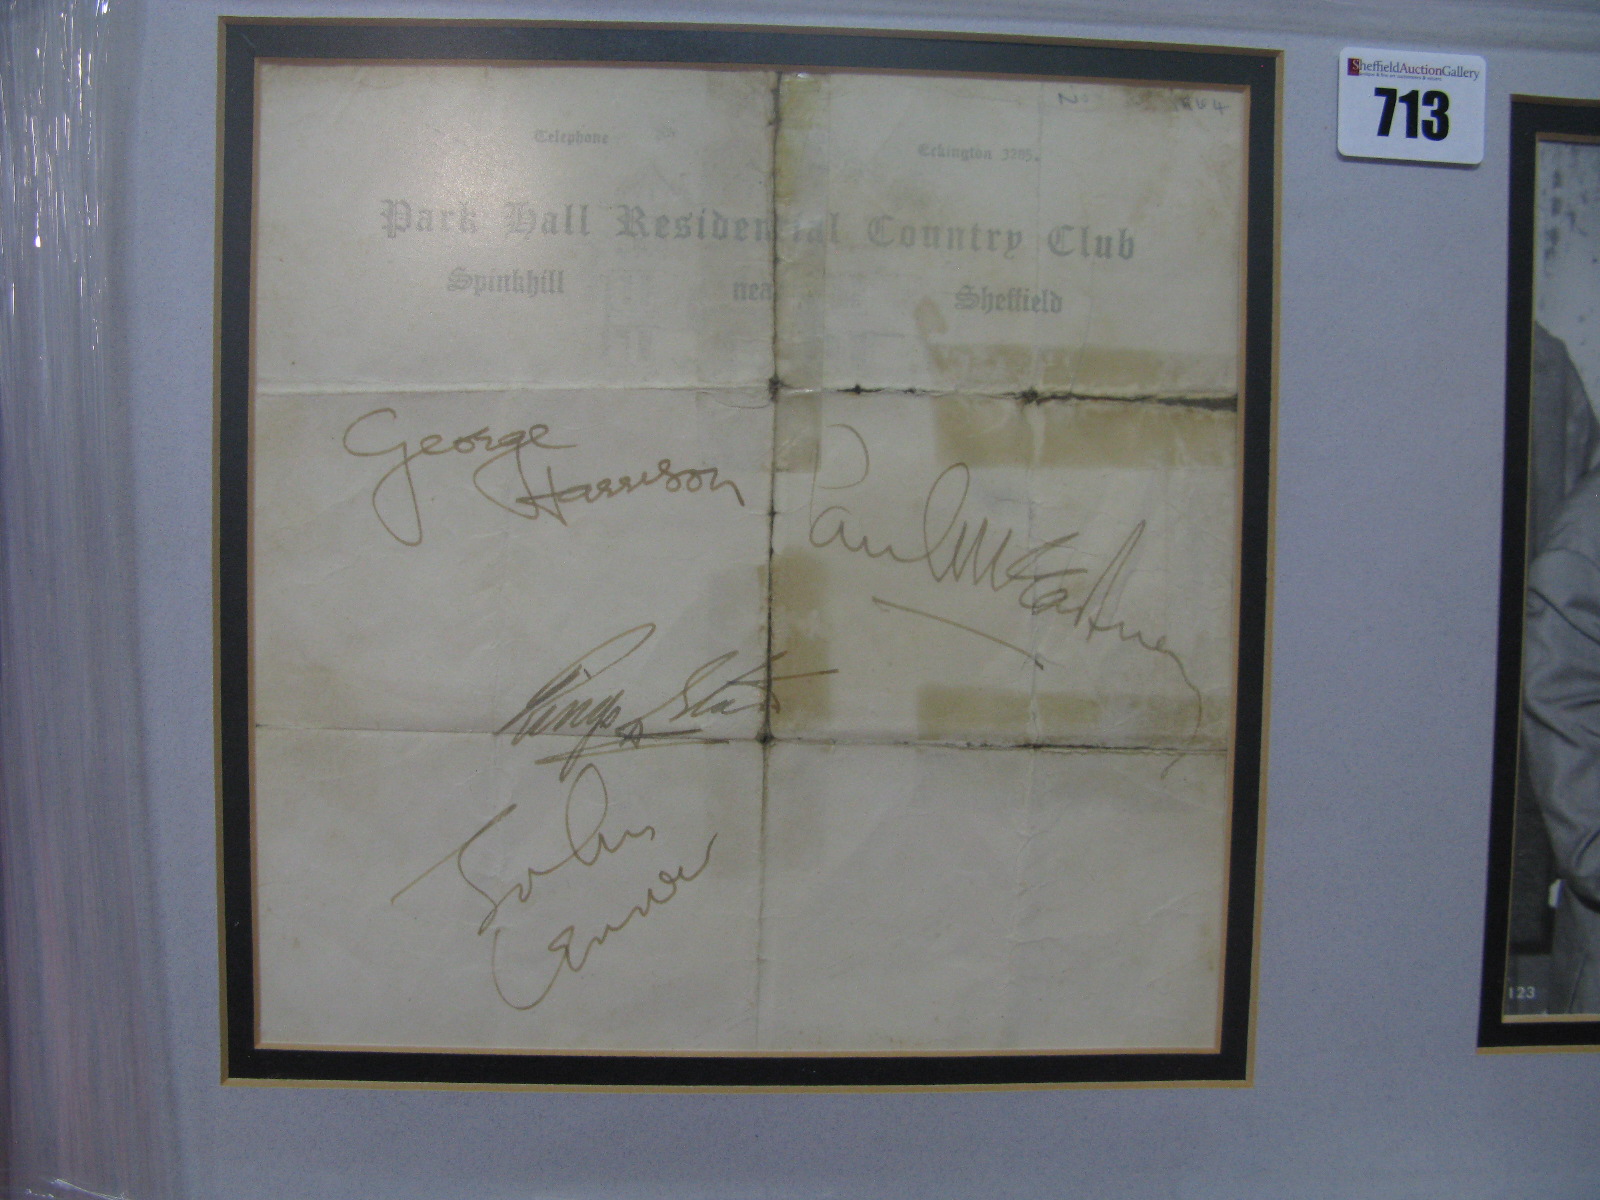 SheffieldAuctionGallery
713
Telephone
Eckington 3285.
Park Hall Residential Country Club
Spinkhill near Sheffield
George
Harrison
Paul McCartney
Ringo Starr
John
Lennon
123